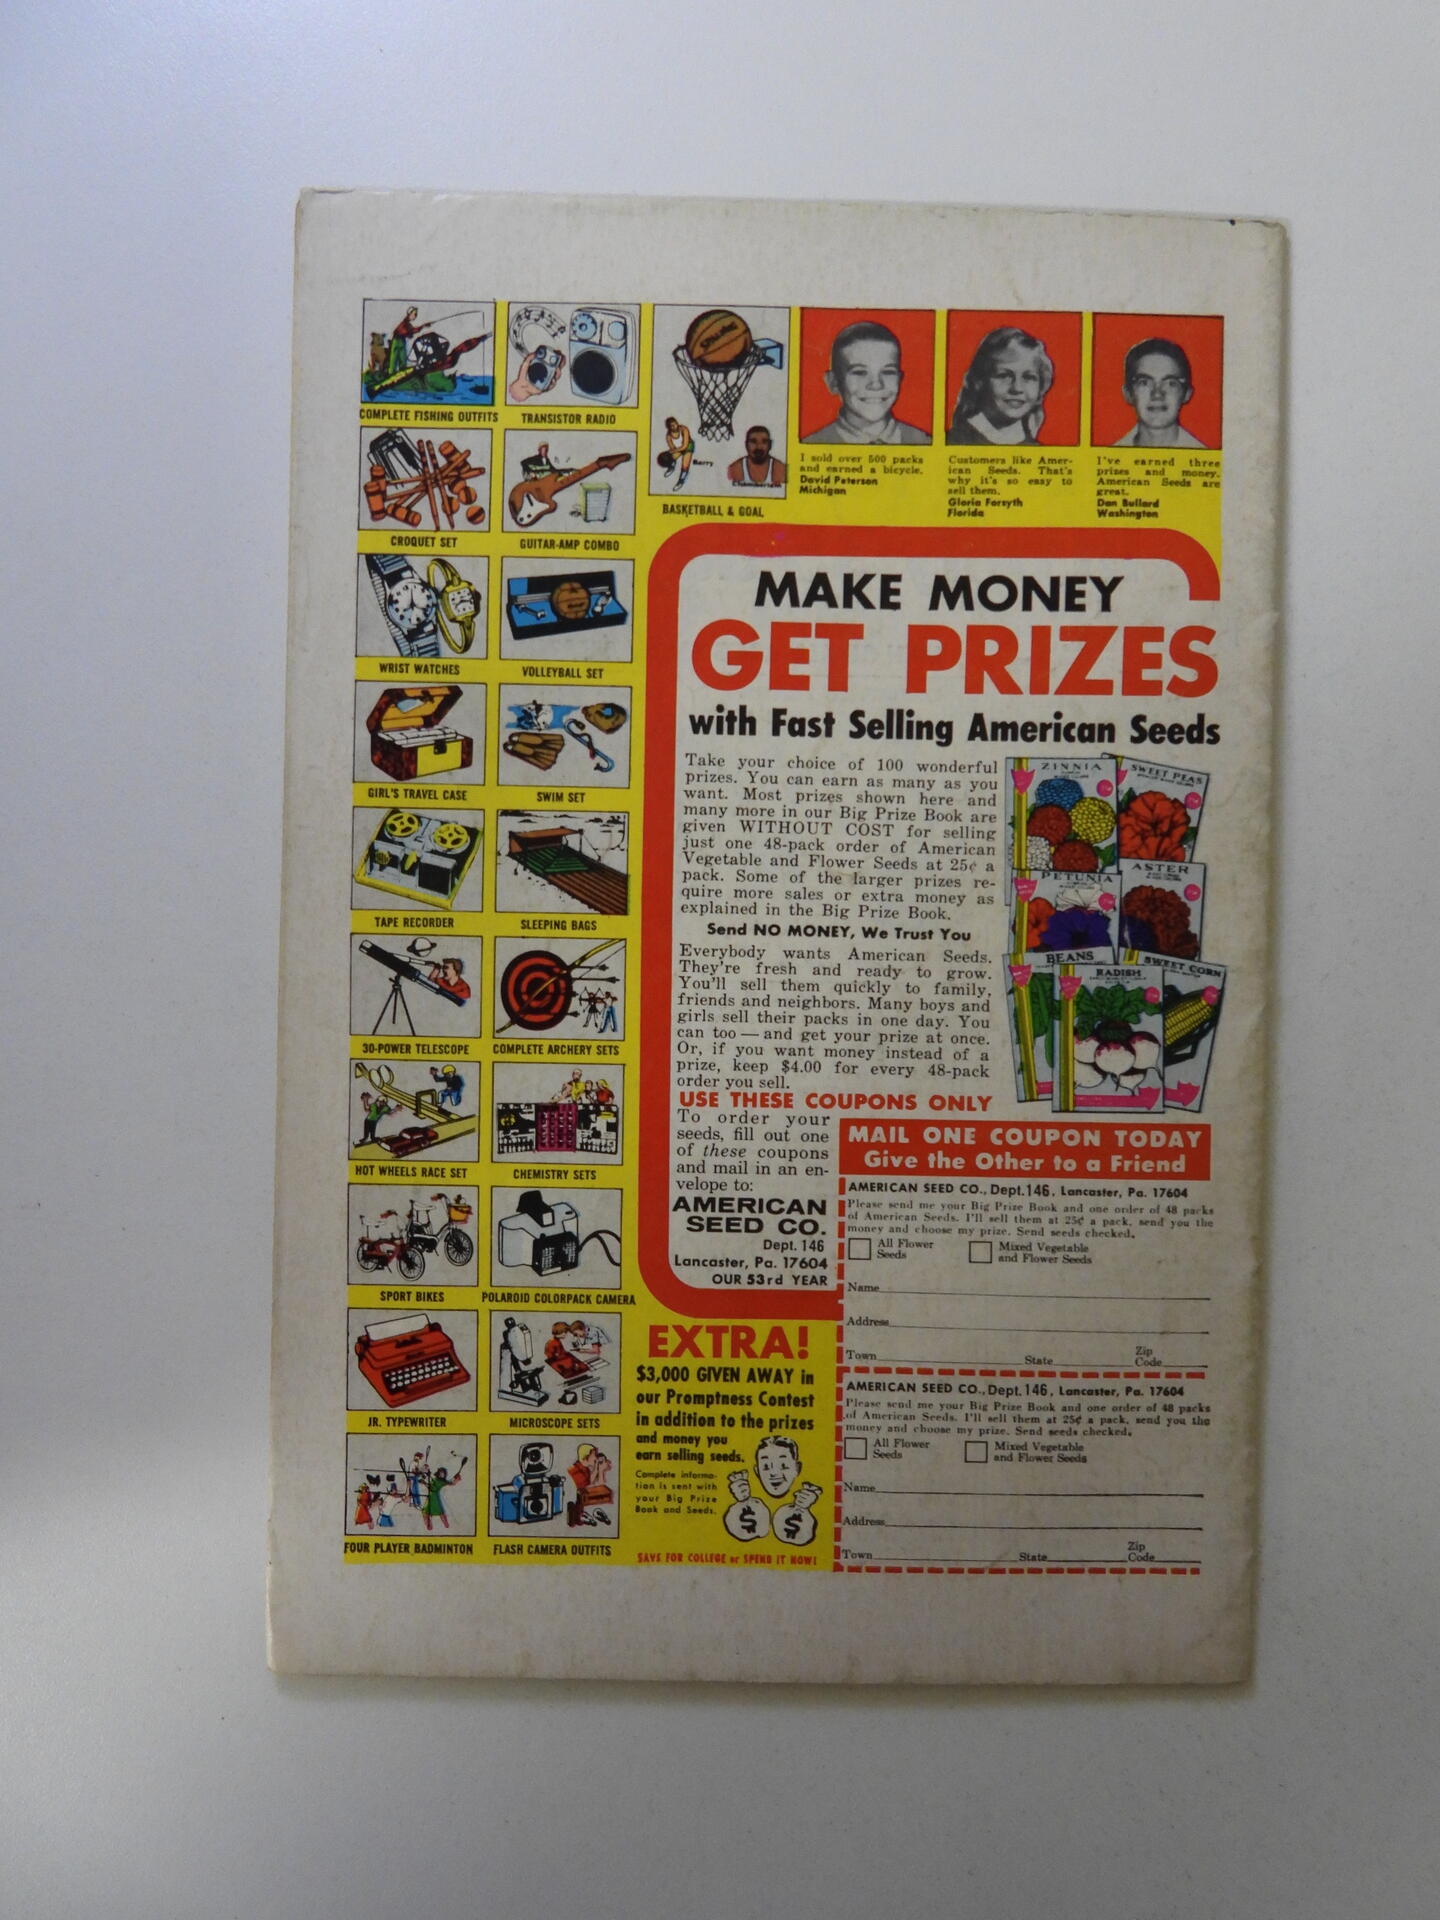 COMPLETE FISHING OUTFITS
TRANSISTOR RADIO
CROQUET SET
GUITAR-AMP COMBO
WRIST WATCHES
VOLLEYBALL SET
GIRL'S TRAVEL CASE
SWIM SET
TAPE RECORDER
SLEEPING BAGS
30-POWER TELESCOPE
COMPLETE ARCHERY SETS
HOT WHEELS RACE SET
CHEMISTRY SETS
SPORT BIKES
POLAROID COLORPACK CAMERA
JR. TYPEWRITER
MICROSCOPE SETS
FOUR PLAYER BADMINTON
FLASH CAMERA OUTFITS
SPALDING
Barry
Chamberlain
BASKETBALL & GOAL
I sold over 500 packs
and earned a bicycle.
David Peterson
Michigan
Customers like Amer-
ican Seeds. That's
why it's so easy to
sell them.
Gloria Forsyth
Florida
I've earned three
prizes and money.
American Seeds are
great.
Dan Bullard
Washington
MAKE MONEY
GET PRIZES
with Fast Selling American Seeds
Take your choice of 100 wonderful
prizes. You can earn as many as you
want. Most prizes shown here and
many more in our Big Prize Book are
given WITHOUT COST for selling
just one 48-pack order of American
Vegetable and Flower Seeds at 25¢ a
pack. Some of the larger prizes re-
quire more sales or extra money as
explained in the Big Prize Book.
Send NO MONEY, We Trust You
Everybody wants American Seeds.
They're fresh and ready to grow.
You'll sell them quickly to family,
friends and neighbors. Many boys and
girls sell their packs in one day. You
can too — and get your prize at once.
Or, if you want money instead of a
prize, keep $4.00 for every 48-pack
order you sell.
ZINNIA
SWEET PEAS
PETUNIA
ASTER
BEANS
RADISH
SWEET CORN
USE THESE COUPONS ONLY
To order your
seeds, fill out one
of these coupons
and mail in an en-
velope to:
AMERICAN
SEED CO.
Dept. 146
Lancaster, Pa. 17604
OUR 53rd YEAR
EXTRA!
$3,000 GIVEN AWAY in
our Promptness Contest
in addition to the prizes
and money you
earn selling seeds.
Complete informa-
tion is sent with
your Big Prize
Book and Seeds.
$ $
SAVE FOR COLLEGE or SPEND IT NOW!
MAIL ONE COUPON TODAY
Give the Other to a Friend
AMERICAN SEED CO., Dept. 146, Lancaster, Pa. 17604
Please send me your Big Prize Book and one order of 48 packs
of American Seeds. I'll sell them at 25¢ a pack, send you the
money and choose my prize. Send seeds checked.
All Flower Seeds
Mixed Vegetable and Flower Seeds
Name
Address
Town State Zip Code
AMERICAN SEED CO., Dept. 146, Lancaster, Pa. 17604
Please send me your Big Prize Book and one order of 48 packs
of American Seeds. I'll sell them at 25¢ a pack, send you the
money and choose my prize. Send seeds checked.
All Flower Seeds
Mixed Vegetable and Flower Seeds
Name
Address
Town State Zip Code